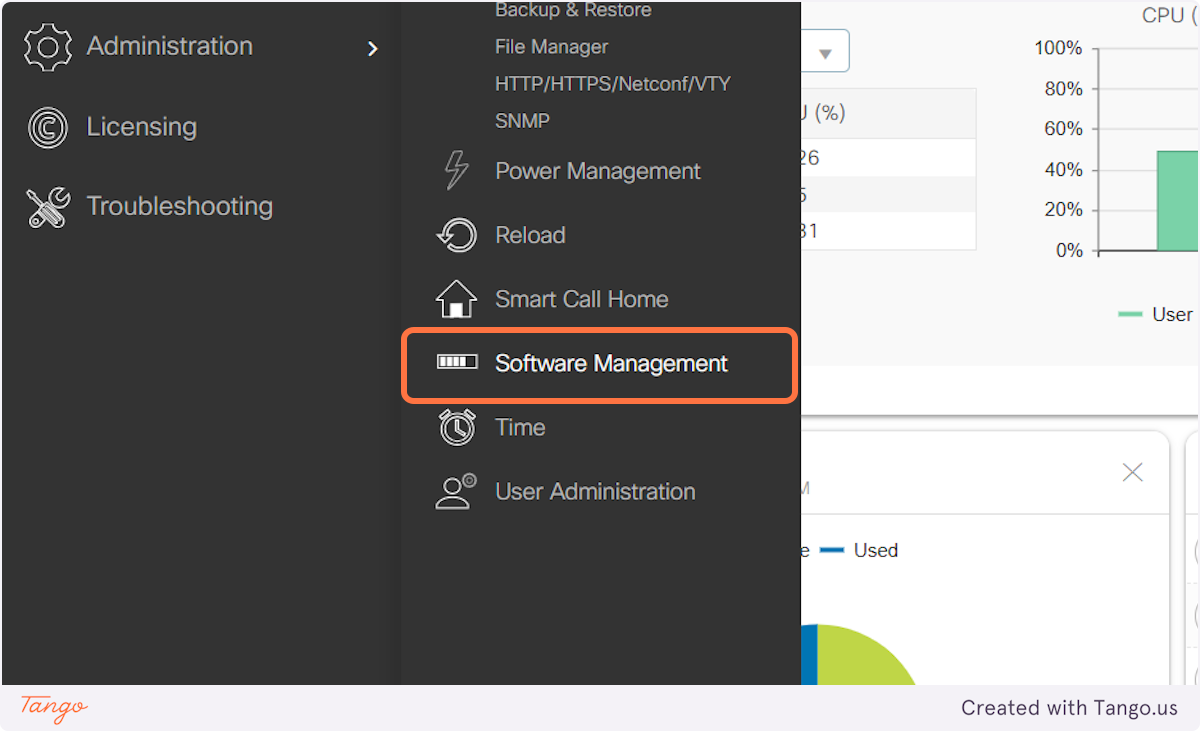 Administration
Licensing
Troubleshooting
Backup & Restore
File Manager
HTTP/HTTPS/Netconf/VTY
SNMP
Power Management
Reload
Smart Call Home
Software Management
Time
User Administration
CPU (
100%
80%
60%
40%
20%
0%
User
(%)
26
31
Used
Tango
Created with Tango.us